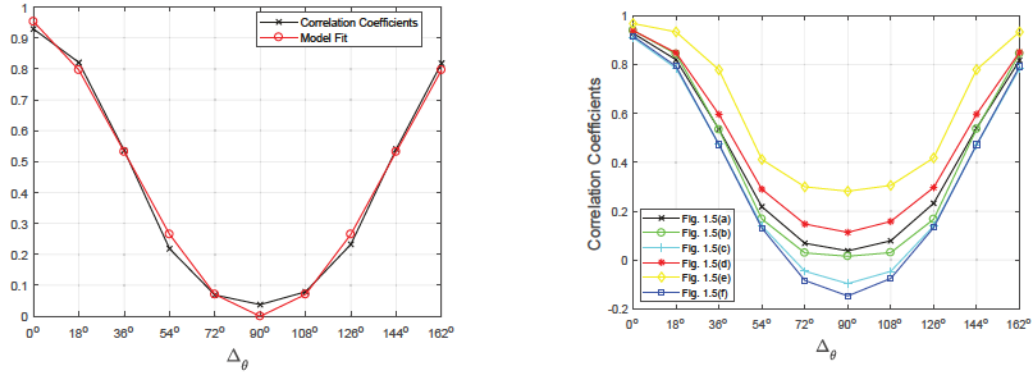 1
0.9
0.8
0.7
0.6
0.5
0.4
0.3
0.2
0.1
0
0° 18° 36° 54° 72° 90° 108° 126° 144° 162°
Δθ
Correlation Coefficients
Model Fit
Correlation Coefficients
1
0.8
0.6
0.4
0.2
0
-0.2
0° 18° 36° 54° 72° 90° 108° 126° 144° 162°
Δθ
Fig. 1.5(a)
Fig. 1.5(b)
Fig. 1.5(c)
Fig. 1.5(d)
Fig. 1.5(e)
Fig. 1.5(f)